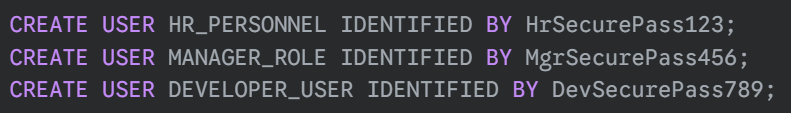 CREATE USER HR_PERSONNEL IDENTIFIED BY HrSecurePass123;
CREATE USER MANAGER_ROLE IDENTIFIED BY MgrSecurePass456;
CREATE USER DEVELOPER_USER IDENTIFIED BY DevSecurePass789;